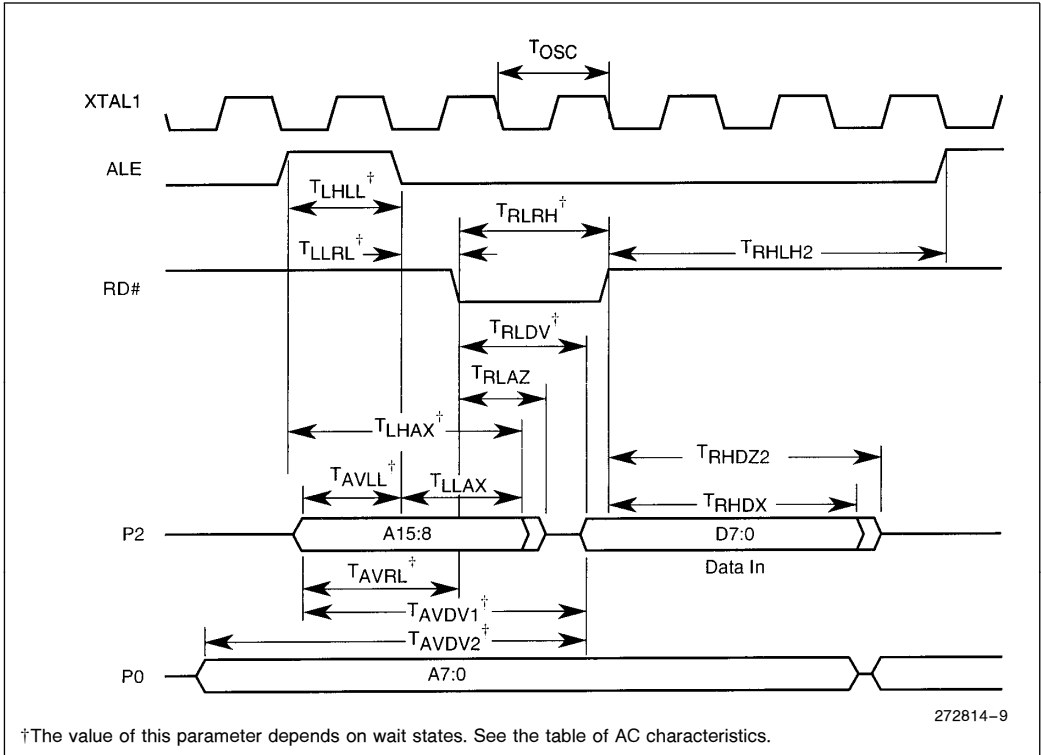 TOSC
XTAL1
ALE
TLHLL†
TRLRH†
TLLRL†
TRHLH2
RD#
TRLDV†
TRLAZ
TLHAX†
TRHDZ2
TAVLL†
TLLAX
TRHDX
P2
A15:8
D7:0
Data In
TAVRL†
TAVDV1†
TAVDV2†
P0
A7:0
272814–9
†The value of this parameter depends on wait states. See the table of AC characteristics.